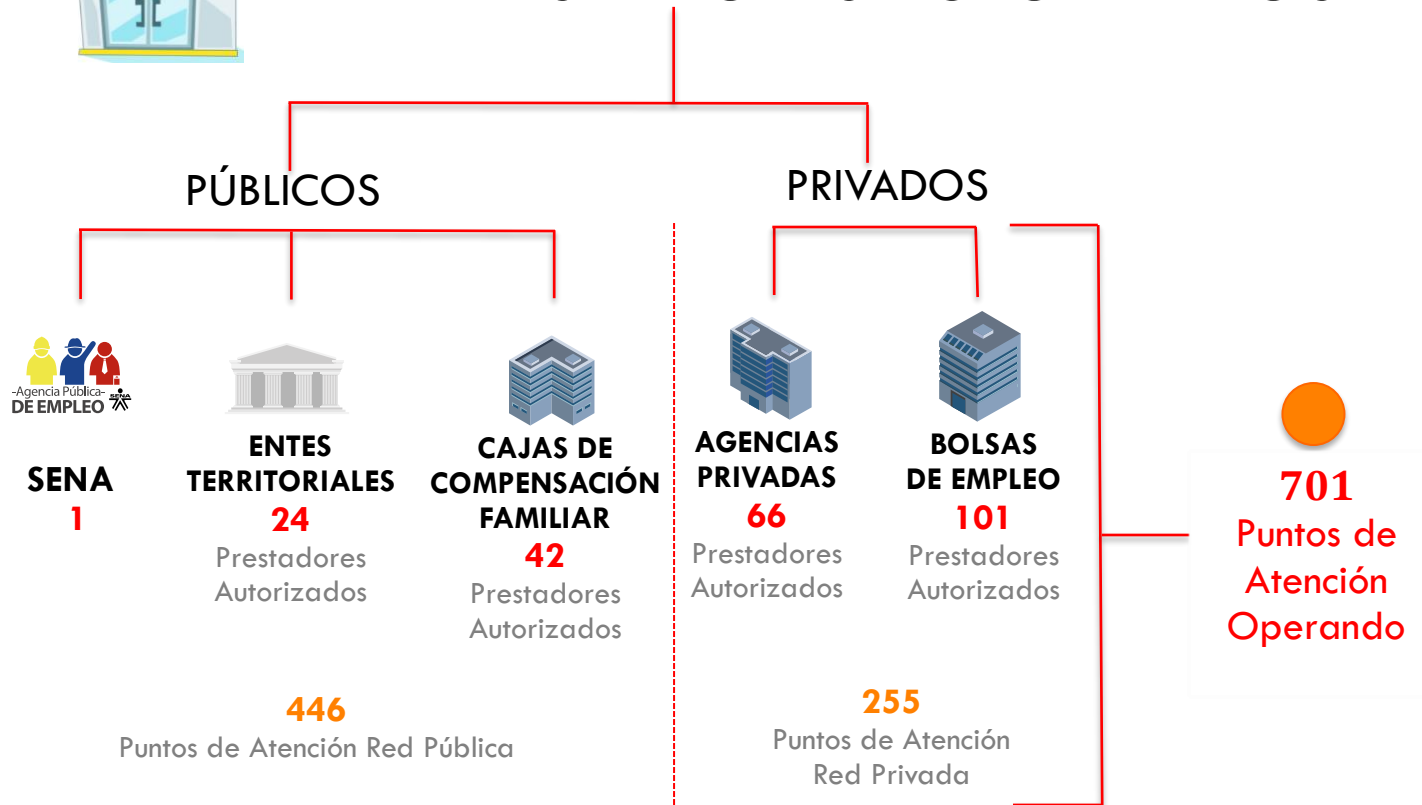 PÚBLICOS
PRIVADOS
-Agencia Pública-
DE EMPLEO
SENA
SENA
1
ENTES
TERRITORIALES
24
Prestadores
Autorizados
CAJAS DE
COMPENSACIÓN
FAMILIAR
42
Prestadores
Autorizados
AGENCIAS
PRIVADAS
66
Prestadores
Autorizados
BOLSAS
DE EMPLEO
101
Prestadores
Autorizados
701
Puntos de
Atención
Operando
446
Puntos de Atención Red Pública
255
Puntos de Atención
Red Privada